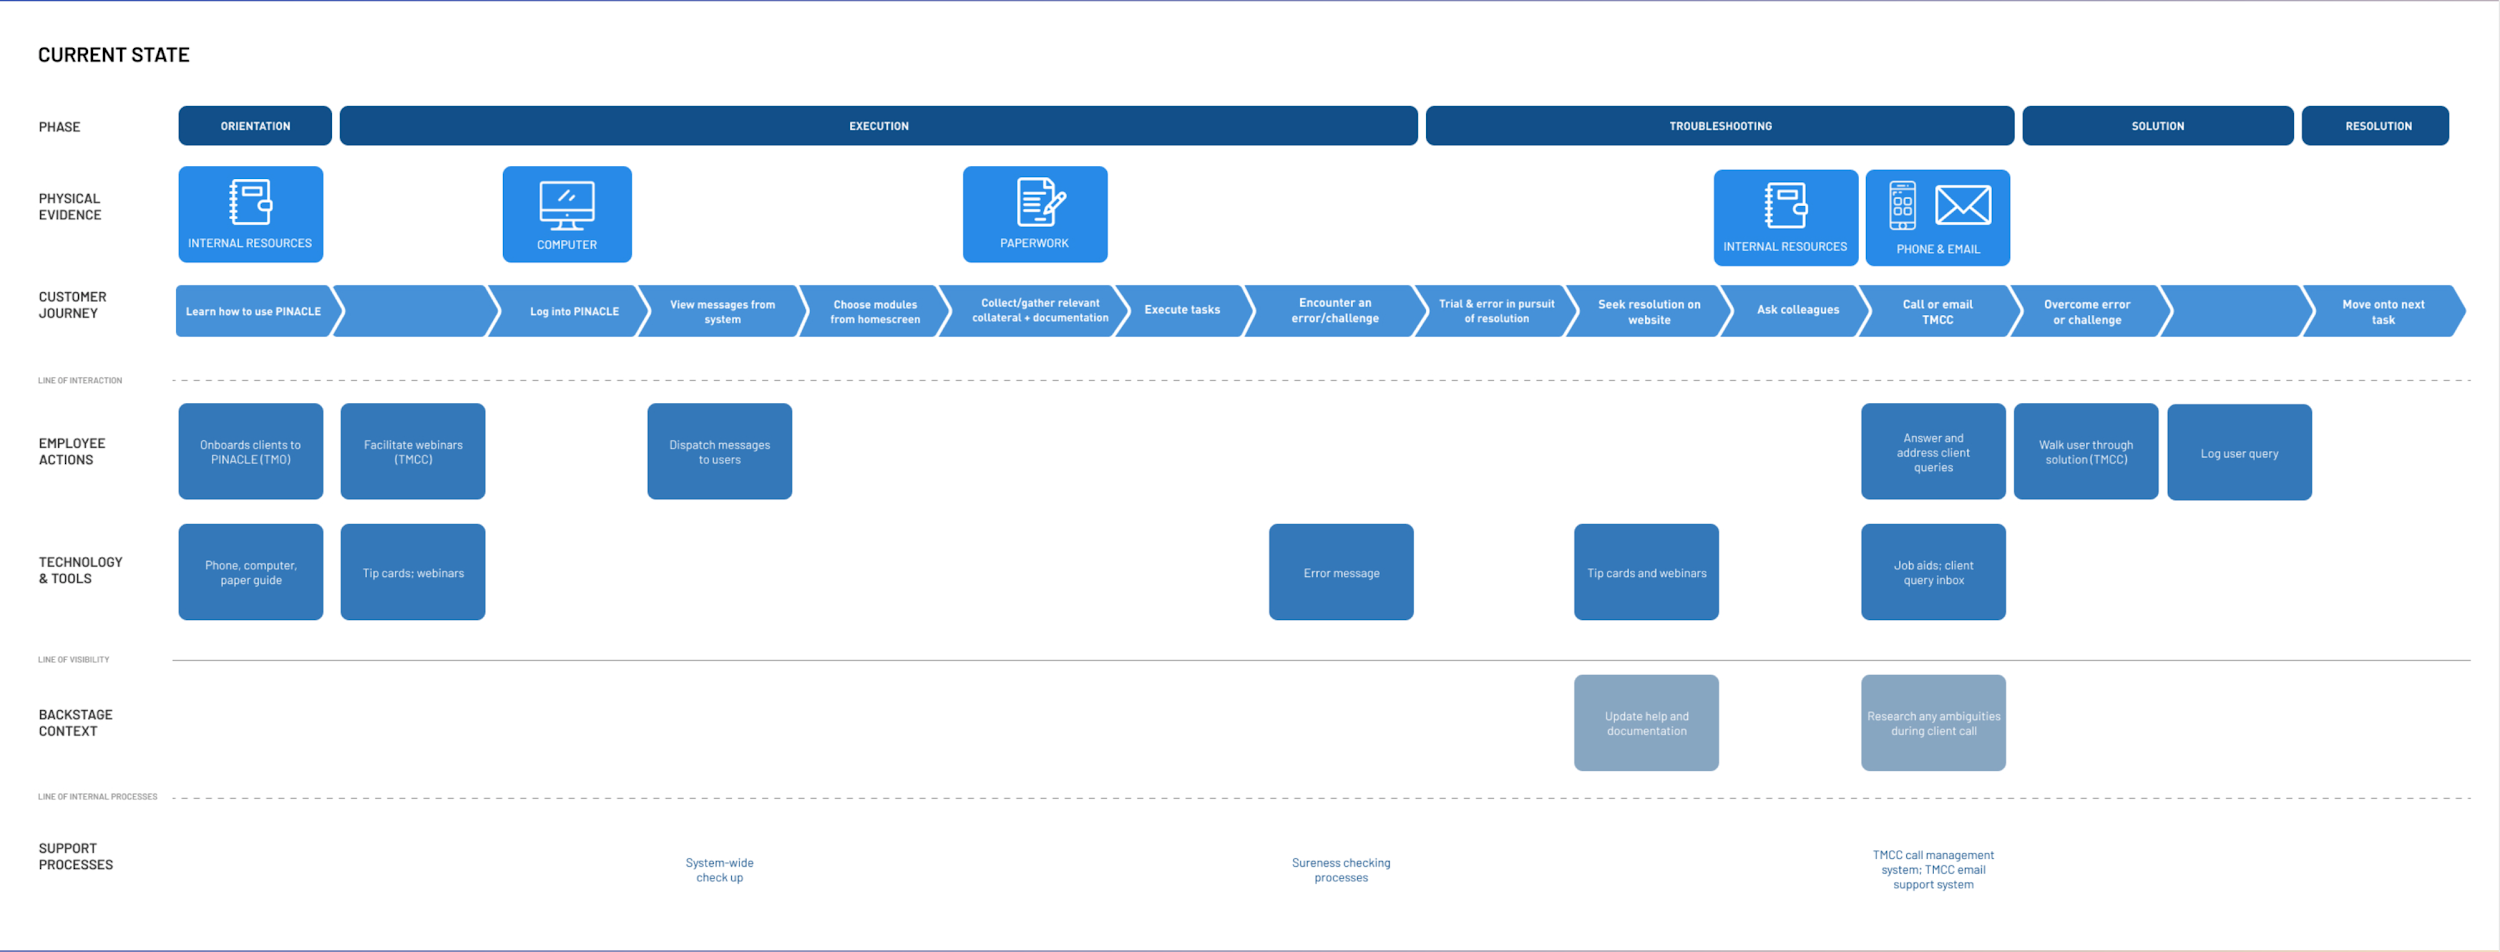 CURRENT STATE
PHASE
ORIENTATION
EXECUTION
TROUBLESHOOTING
SOLUTION
RESOLUTION
PHYSICAL
EVIDENCE
INTERNAL RESOURCES
COMPUTER
PAPERWORK
INTERNAL RESOURCES
PHONE & EMAIL
CUSTOMER
JOURNEY
Learn how to use PINACLE
Log into PINACLE
View messages from
system
Choose modules
from homescreen
Collect/gather relevant
collateral + documentation
Execute tasks
Encounter an
error/challenge
Trial & error in pursuit
of resolution
Seek resolution on
website
Ask colleagues
Call or email
TMCC
Overcome error
or challenge
Move onto next
task
LINE OF INTERACTION
EMPLOYEE
ACTIONS
Onboards clients to
PINACLE (TMO)
Facilitate webinars
(TMCC)
Dispatch messages
to users
Answer and
address client
queries
Walk user through
solution (TMCC)
Log user query
TECHNOLOGY
& TOOLS
Phone, computer,
paper guide
Tip cards; webinars
Error message
Tip cards and webinars
Job aids; client
query inbox
LINE OF VISIBILITY
BACKSTAGE
CONTEXT
Update help and
documentation
Research any ambiguities
during client call
LINE OF INTERNAL PROCESSES
SUPPORT
PROCESSES
System-wide
check up
Sureness checking
processes
TMCC call management
system; TMCC email
support system